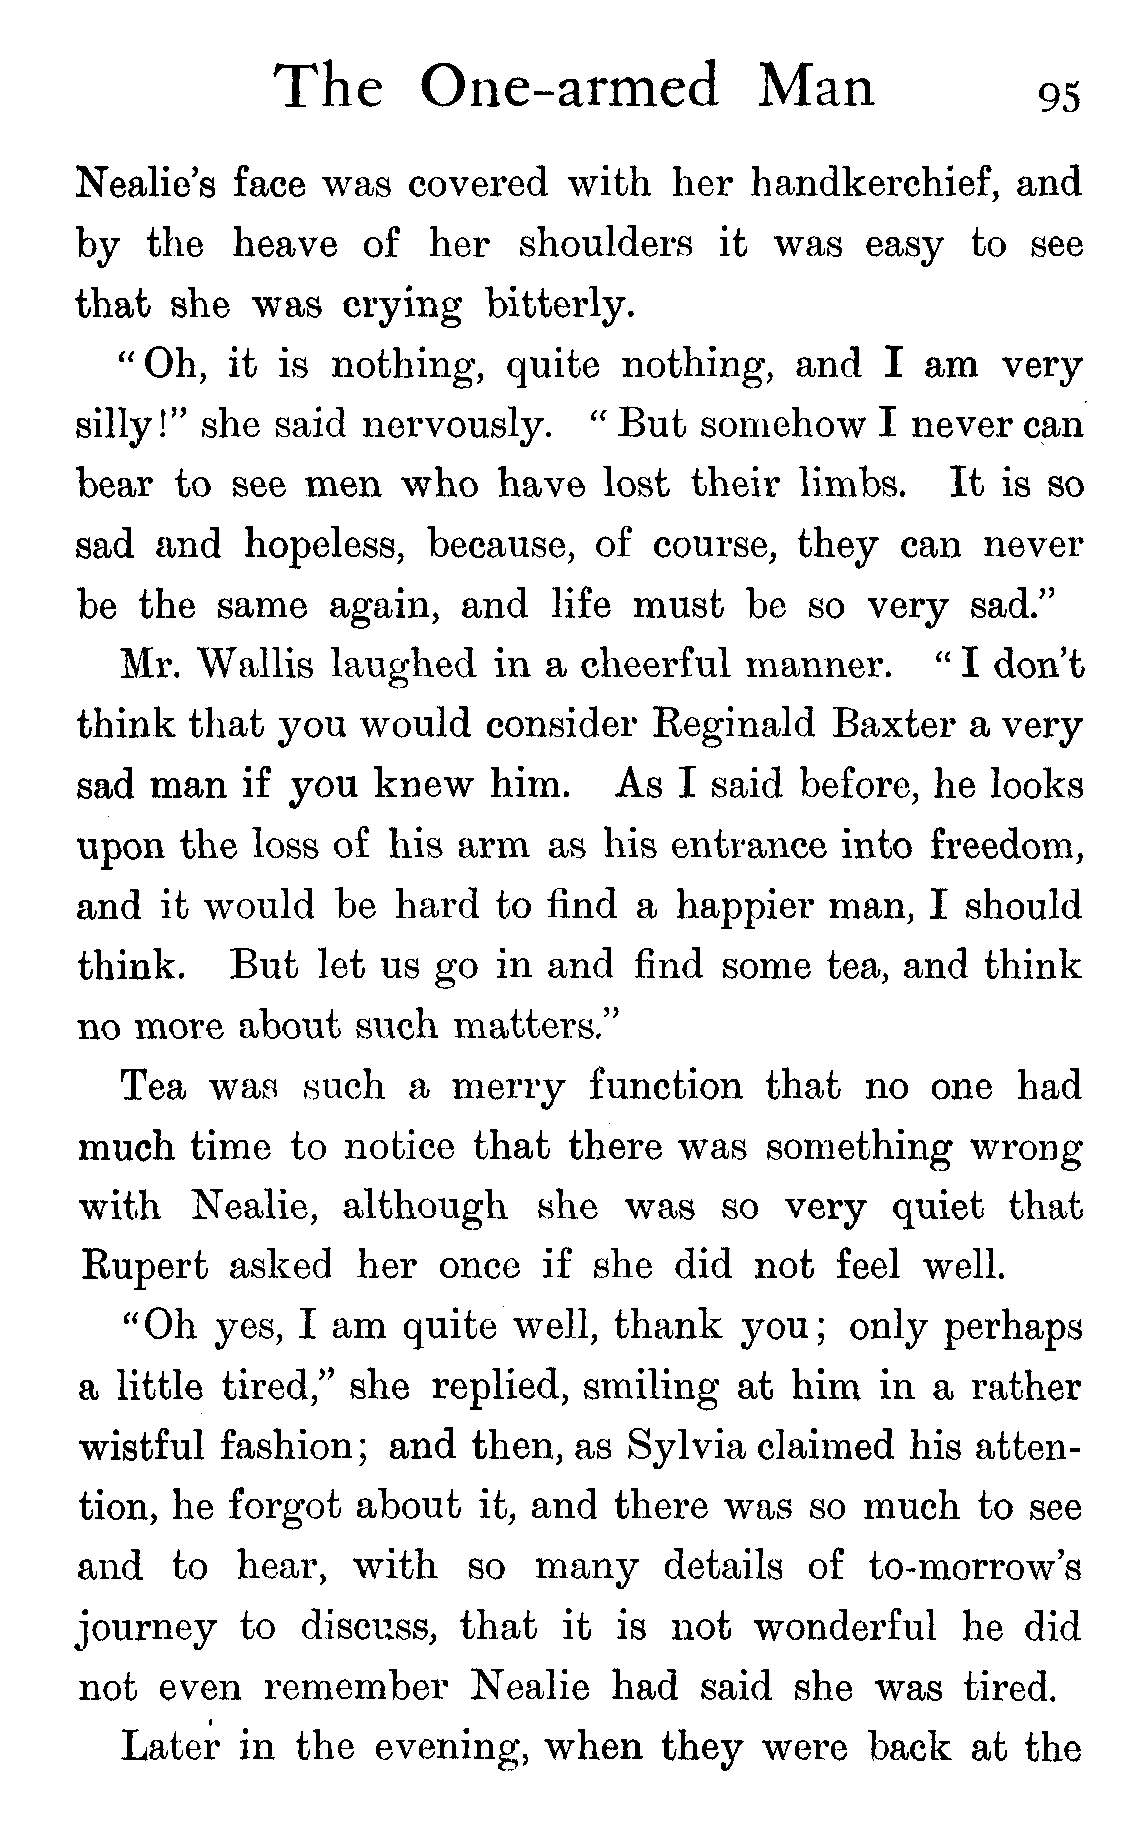 The One-armed Man 95
Nealie's face was covered with her handkerchief, and
by the heave of her shoulders it was easy to see
that she was crying bitterly.
"Oh, it is nothing, quite nothing, and I am very
silly!" she said nervously. "But somehow I never can
bear to see men who have lost their limbs. It is so
sad and hopeless, because, of course, they can never
be the same again, and life must be so very sad."
Mr. Wallis laughed in a cheerful manner. "I don't
think that you would consider Reginald Baxter a very
sad man if you knew him. As I said before, he looks
upon the loss of his arm as his entrance into freedom,
and it would be hard to find a happier man, I should
think. But let us go in and find some tea, and think
no more about such matters."
Tea was such a merry function that no one had
much time to notice that there was something wrong
with Nealie, although she was so very quiet that
Rupert asked her once if she did not feel well.
"Oh yes, I am quite well, thank you; only perhaps
a little tired," she replied, smiling at him in a rather
wistful fashion; and then, as Sylvia claimed his atten-
tion, he forgot about it, and there was so much to see
and to hear, with so many details of to-morrow's
journey to discuss, that it is not wonderful he did
not even remember Nealie had said she was tired.
Later in the evening, when they were back at the